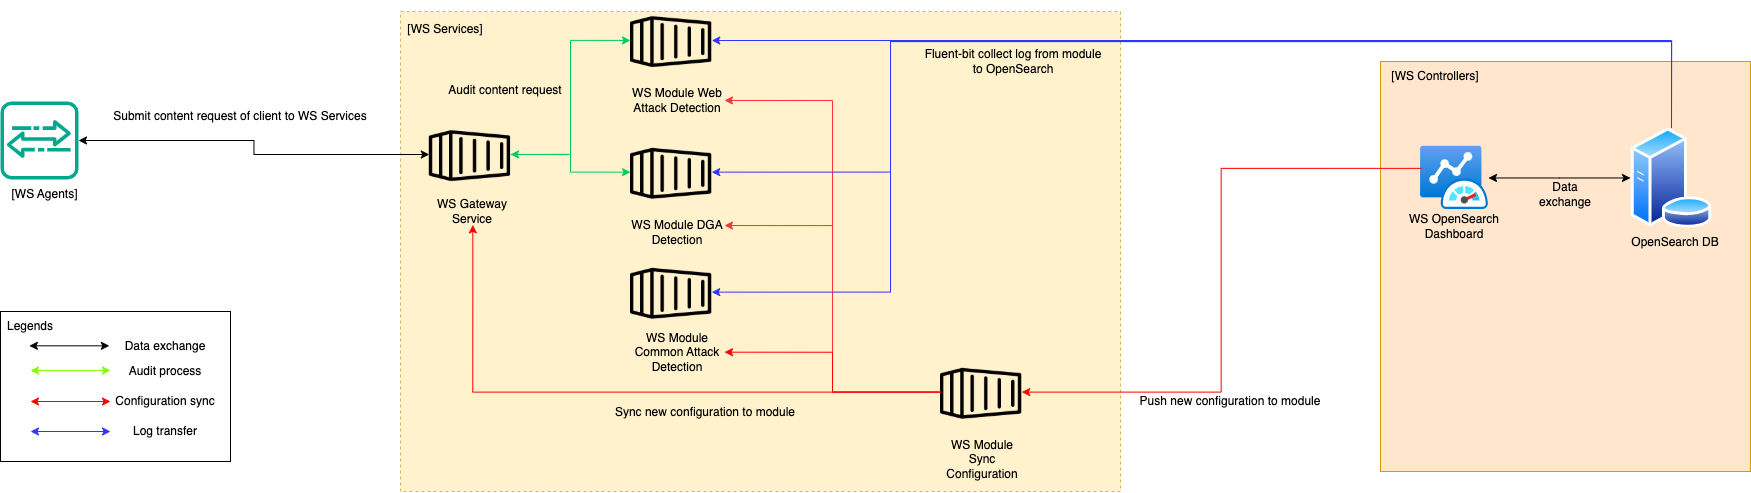 [WS Services]
Audit content request
WS Module Web
Attack Detection
Fluent-bit collect log from module
to OpenSearch
[WS Controllers]
Submit content request of client to WS Services
[WS Agents]
WS Gateway
Service
WS Module DGA
Detection
WS OpenSearch
Dashboard
Data
exchange
OpenSearch DB
WS Module
Common Attack
Detection
Sync new configuration to module
Push new configuration to module
WS Module
Sync
Configuration
Legends
Data exchange
Audit process
Configuration sync
Log transfer